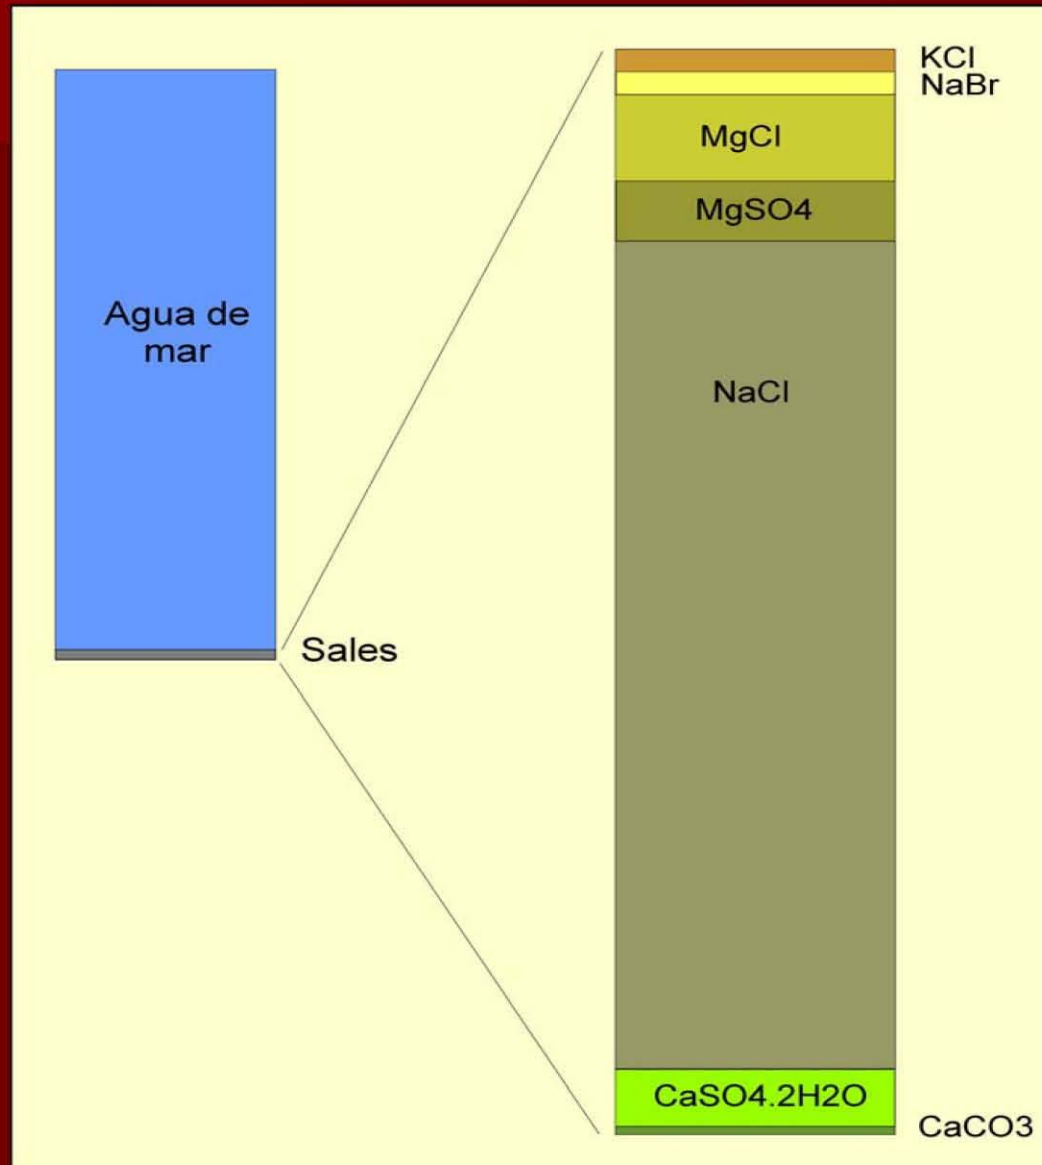 KCl
NaBr
MgCl
MgSO4
Agua de
mar
NaCl
Sales
CaSO4.2H2O
CaCO3